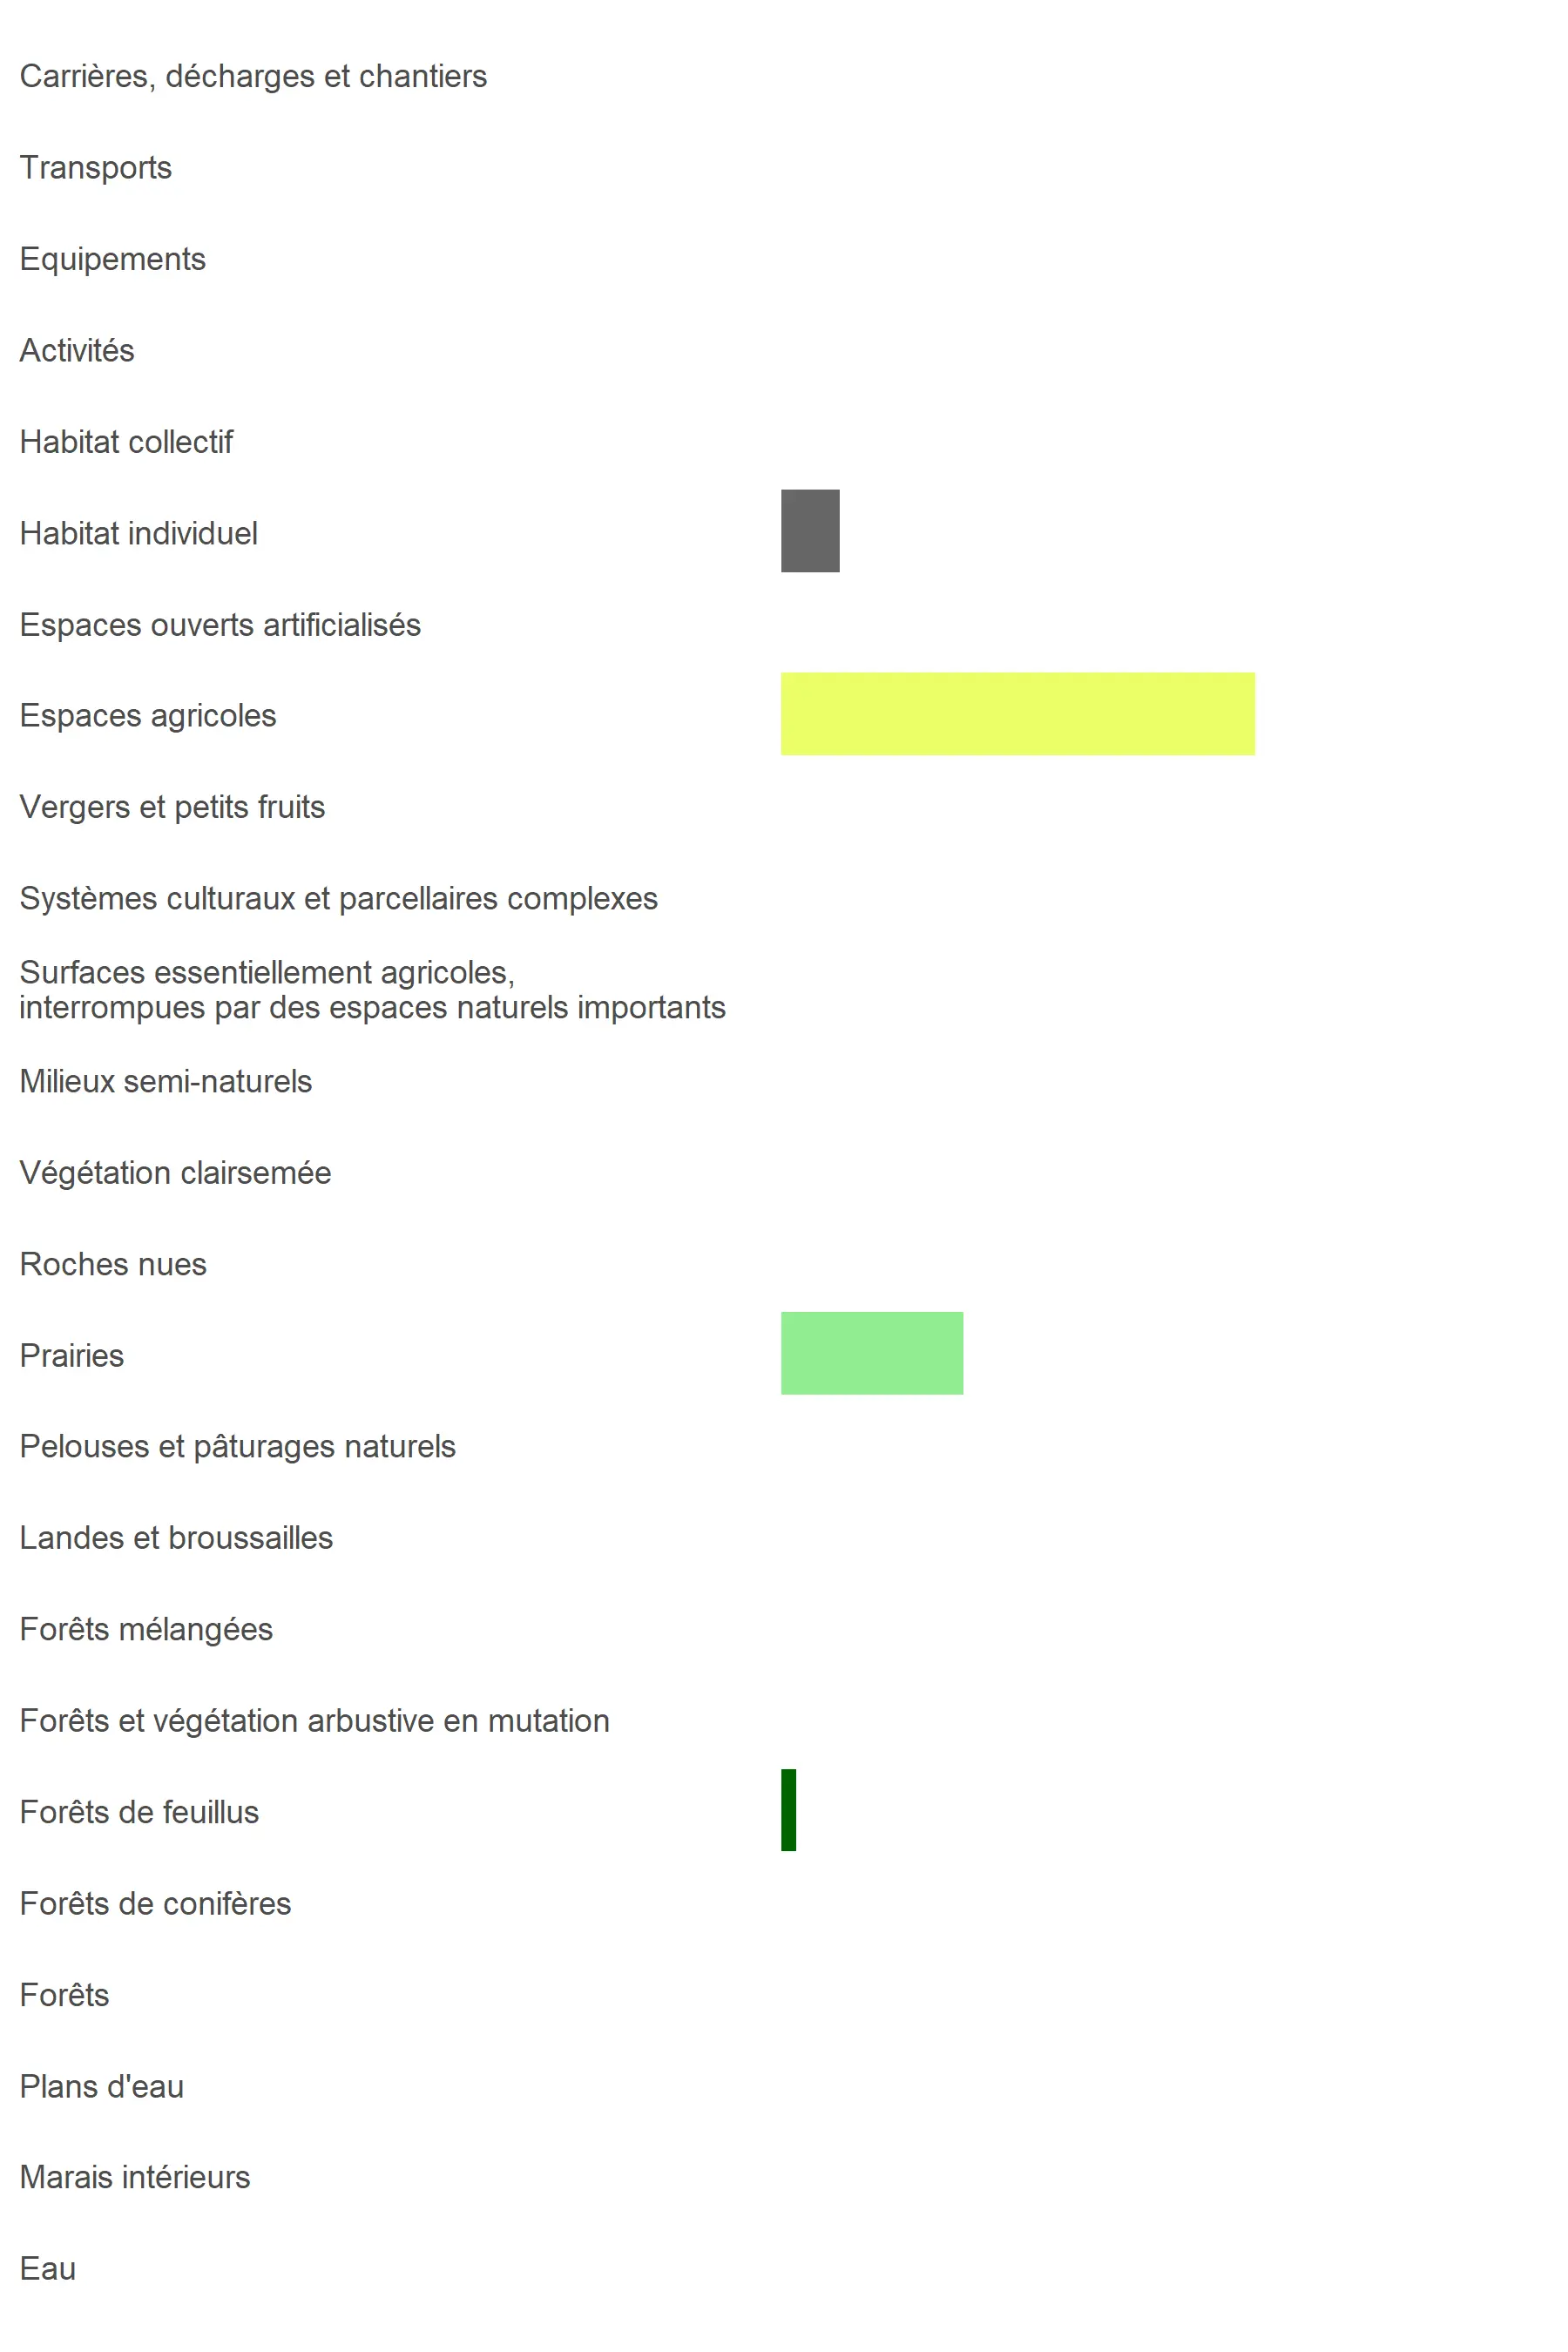 Carrières, décharges et chantiers
Transports
Equipements
Activités
Habitat collectif
Habitat individuel
Espaces ouverts artificialisés
Espaces agricoles
Vergers et petits fruits
Systèmes culturaux et parcellaires complexes
Surfaces essentiellement agricoles,
interrompues par des espaces naturels importants
Milieux semi-naturels
Végétation clairsemée
Roches nues
Prairies
Pelouses et pâturages naturels
Landes et broussailles
Forêts mélangées
Forêts et végétation arbustive en mutation
Forêts de feuillus
Forêts de conifères
Forêts
Plans d'eau
Marais intérieurs
Eau